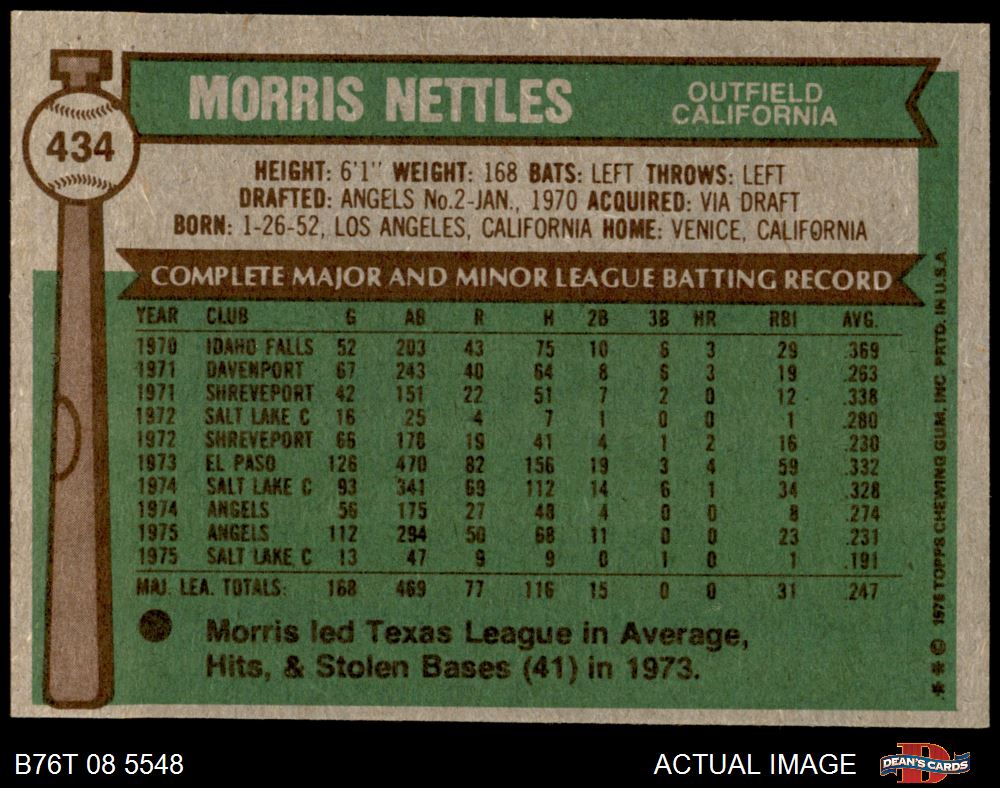 434
MORRIS NETTLES
OUTFIELD
CALIFORNIA
HEIGHT: 6'1" WEIGHT: 168 BATS: LEFT THROWS: LEFT
DRAFTED: ANGELS No.2-JAN., 1970 ACQUIRED: VIA DRAFT
BORN: 1-26-52, LOS ANGELES, CALIFORNIA HOME: VENICE, CALIFORNIA
COMPLETE MAJOR AND MINOR LEAGUE BATTING RECORD
YEAR CLUB G AB R H 2B 3B HR RBI AVG.
1970 IDAHO FALLS 52 203 43 75 10 6 3 29 .369
1971 DAVENPORT 67 243 40 64 8 6 3 19 .263
1971 SHREVEPORT 42 151 22 51 7 2 0 12 .338
1972 SALT LAKE C 16 25 4 7 1 0 0 1 .280
1972 SHREVEPORT 66 178 19 41 4 1 2 16 .230
1973 EL PASO 126 470 82 156 19 3 4 59 .332
1974 SALT LAKE C 93 341 69 112 14 6 1 34 .328
1974 ANGELS 56 175 27 48 4 0 0 8 .274
1975 ANGELS 112 294 50 68 11 0 0 23 .231
1975 SALT LAKE C 13 47 9 9 0 1 0 1 .191
MAJ. LEA. TOTALS: 168 469 77 116 15 0 0 31 .247
Morris led Texas League in Average,
Hits, & Stolen Bases (41) in 1973.
* * © 1976 TOPPS CHEWING GUM, INC. PRTD. IN U.S.A.
B76T 08 5548
ACTUAL IMAGE
DEAN'S CARDS